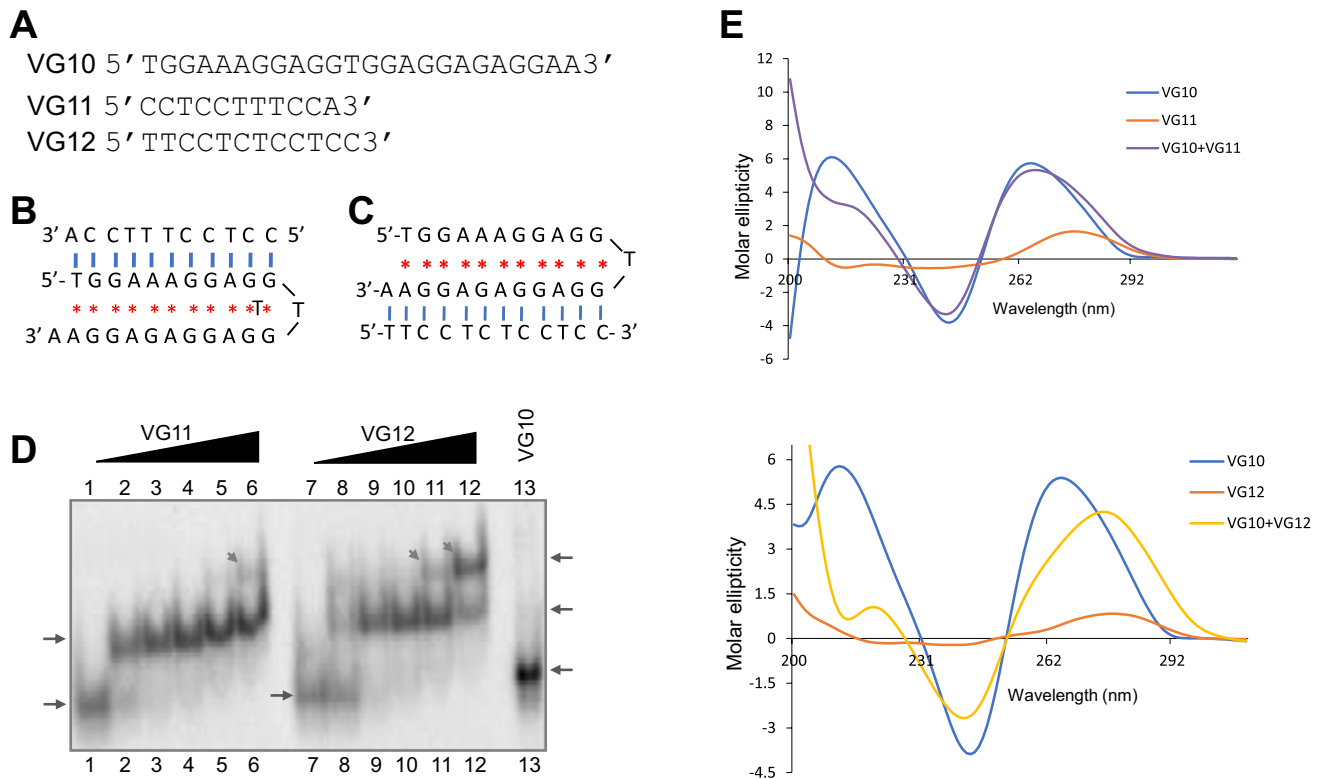 A
VG10 5′TGGAAAGGAGGTGGAGGAGAGGAA3′
VG11 5′CCTCCTTTCCA3′
VG12 5′TTCCTCTCCTCC3′
B
3’ A C C T T T C C T C C 5’
5’- T G G A A A G G A G G
T T
3’ A A G G A G A G G A G G
C
5’-T G G A A A G G A G G
T
3’-A A G G A G A G G A G G
5’-T T C C T C T C C T C C- 3’
D
VG11 VG12 VG10
1 2 3 4 5 6 7 8 9 10 11 12 13
1 2 3 4 5 6 7 8 9 10 11 12 13
E
Molar ellipticity
12
10
8
6
4
2
0
-2
-4
-6
200 231 262 292
Wavelength (nm)
VG10
VG11
VG10+VG11
Molar ellipticity
6
4.5
3
1.5
0
-1.5
-3
-4.5
200 231 262 292
Wavelength (nm)
VG10
VG12
VG10+VG12